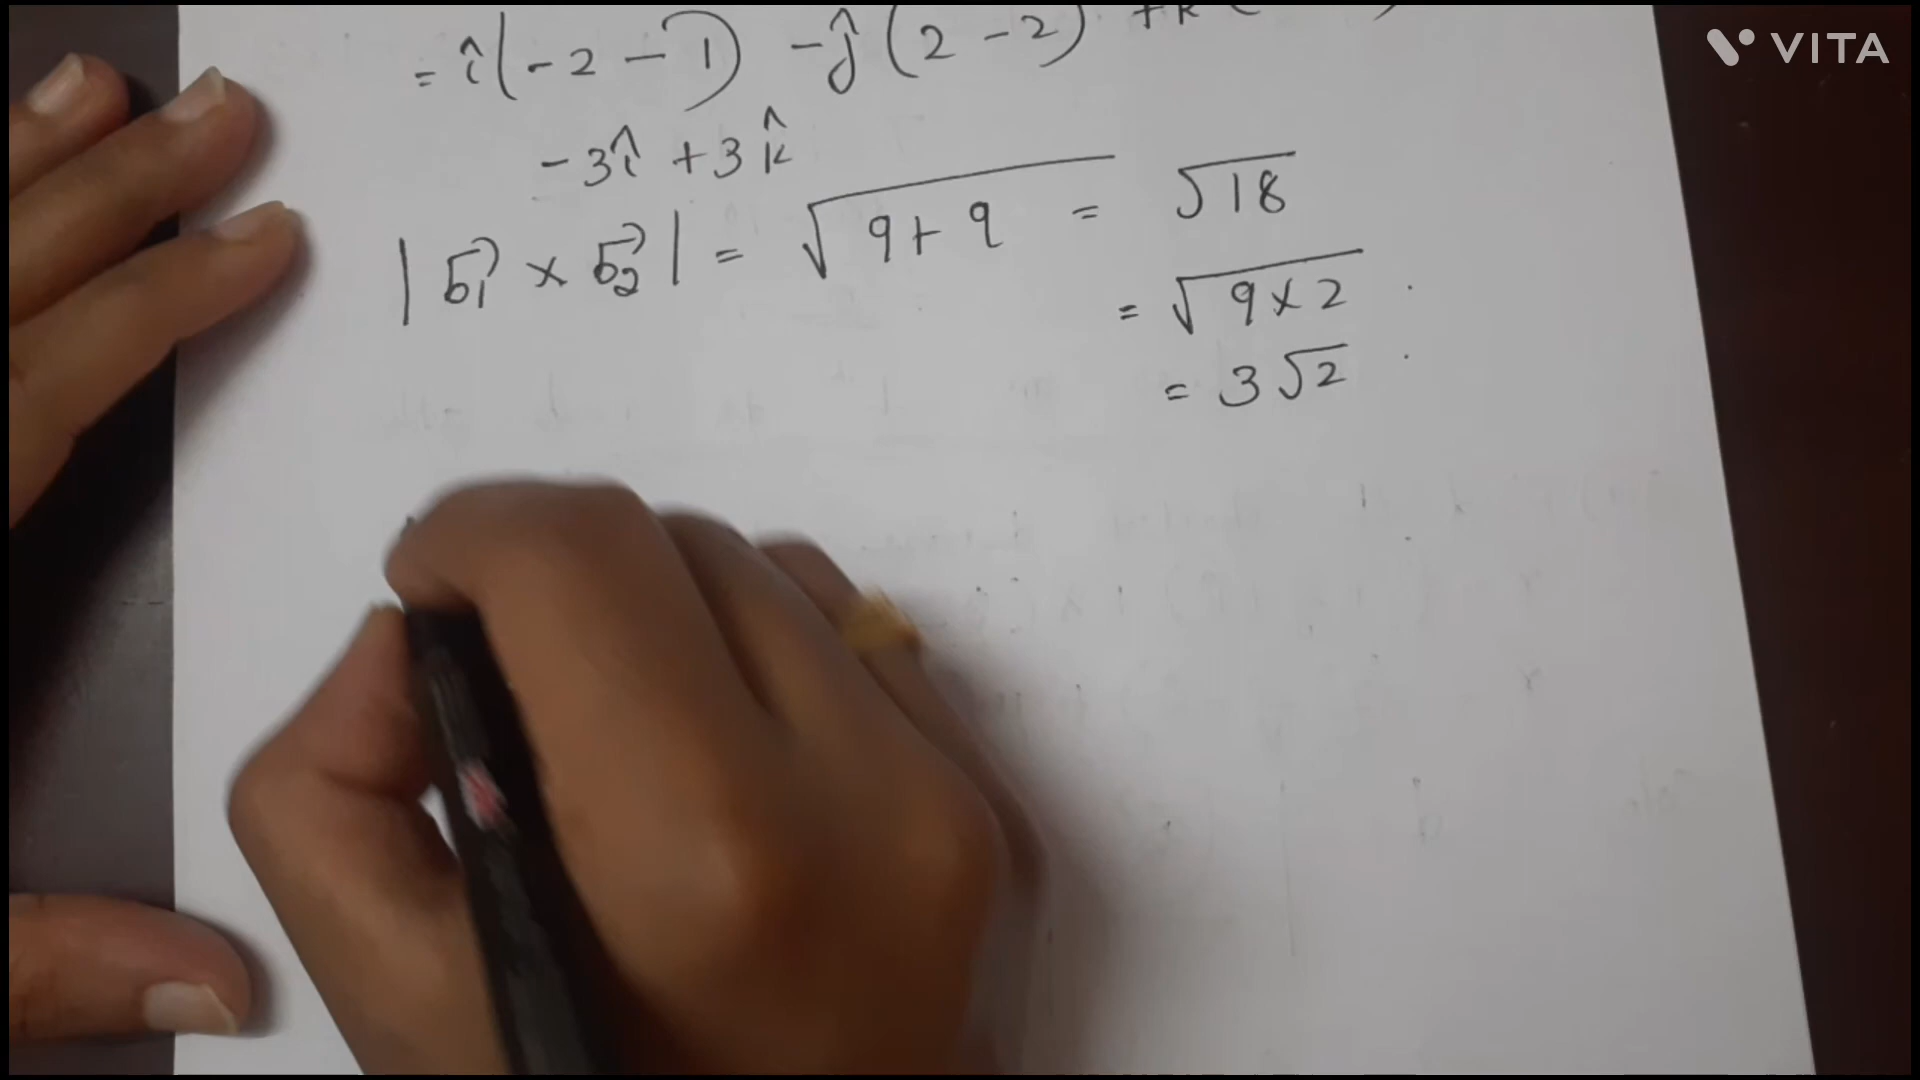 = î(-2 - 1) - ĵ(2 - 2) + k(
VITA
-3î + 3k̂
|b₁⃗ × b₂⃗| = √(9+9) = √18
= √(9×2)
= 3√2